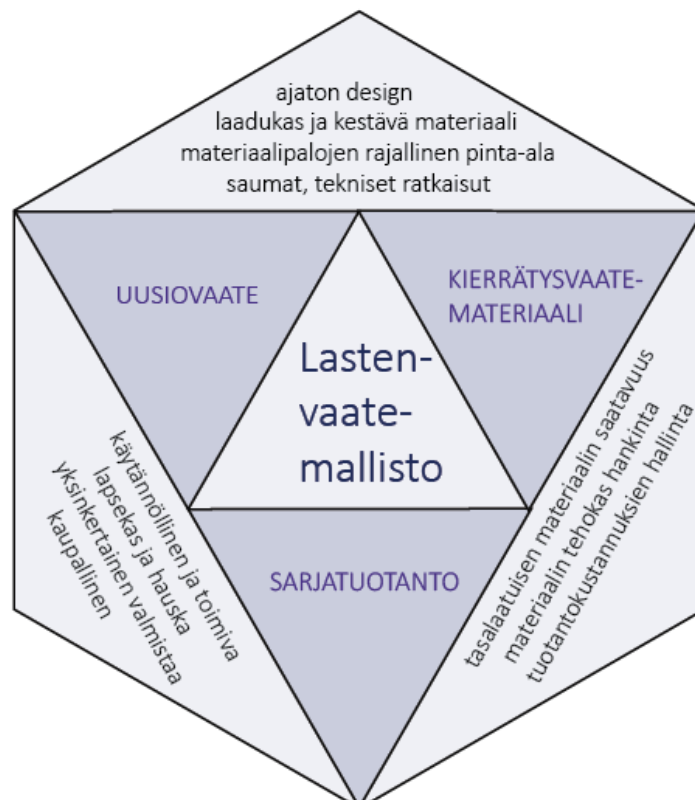 ajaton design
laadukas ja kestävä materiaali
materiaalipalojen rajallinen pinta-ala
saumat, tekniset ratkaisut
UUSIOVAATE
KIERRÄTYSVAATE-
MATERIAALI
Lasten-
vaate-
mallisto
käytännöllinen ja toimiva
lapsekas ja hauska
yksinkertainen valmistaa
kaupallinen
tasalaatuisen materiaalin saatavuus
materiaalin tehokas hankinta
tuotantokustannuksien hallinta
SARJATUOTANTO